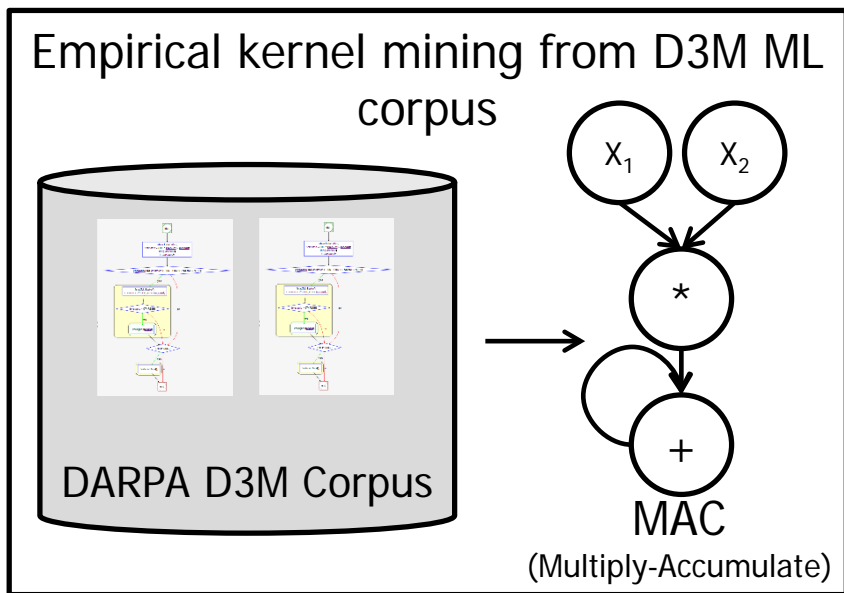 Empirical kernel mining from D3M ML
corpus
X₁ X₂
*
+
DARPA D3M Corpus
MAC
(Multiply-Accumulate)